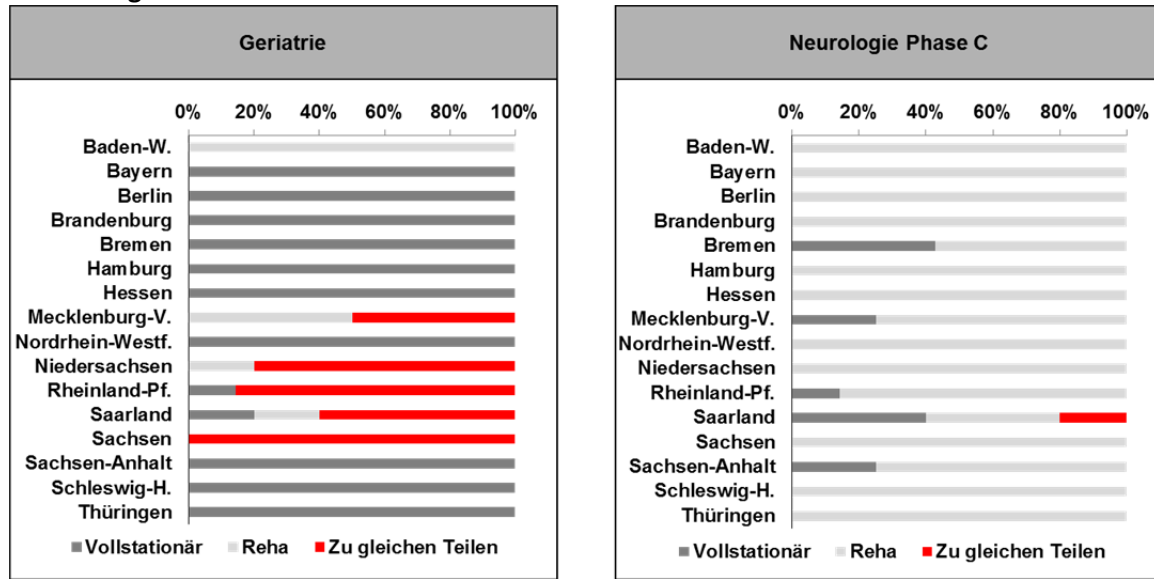 Geriatrie
0% 20% 40% 60% 80% 100%
Baden-W.
Bayern
Berlin
Brandenburg
Bremen
Hamburg
Hessen
Mecklenburg-V.
Nordrhein-Westf.
Niedersachsen
Rheinland-Pf.
Saarland
Sachsen
Sachsen-Anhalt
Schleswig-H.
Thüringen
Vollstationär Reha Zu gleichen Teilen
Neurologie Phase C
0% 20% 40% 60% 80% 100%
Baden-W.
Bayern
Berlin
Brandenburg
Bremen
Hamburg
Hessen
Mecklenburg-V.
Nordrhein-Westf.
Niedersachsen
Rheinland-Pf.
Saarland
Sachsen
Sachsen-Anhalt
Schleswig-H.
Thüringen
Vollstationär Reha Zu gleichen Teilen